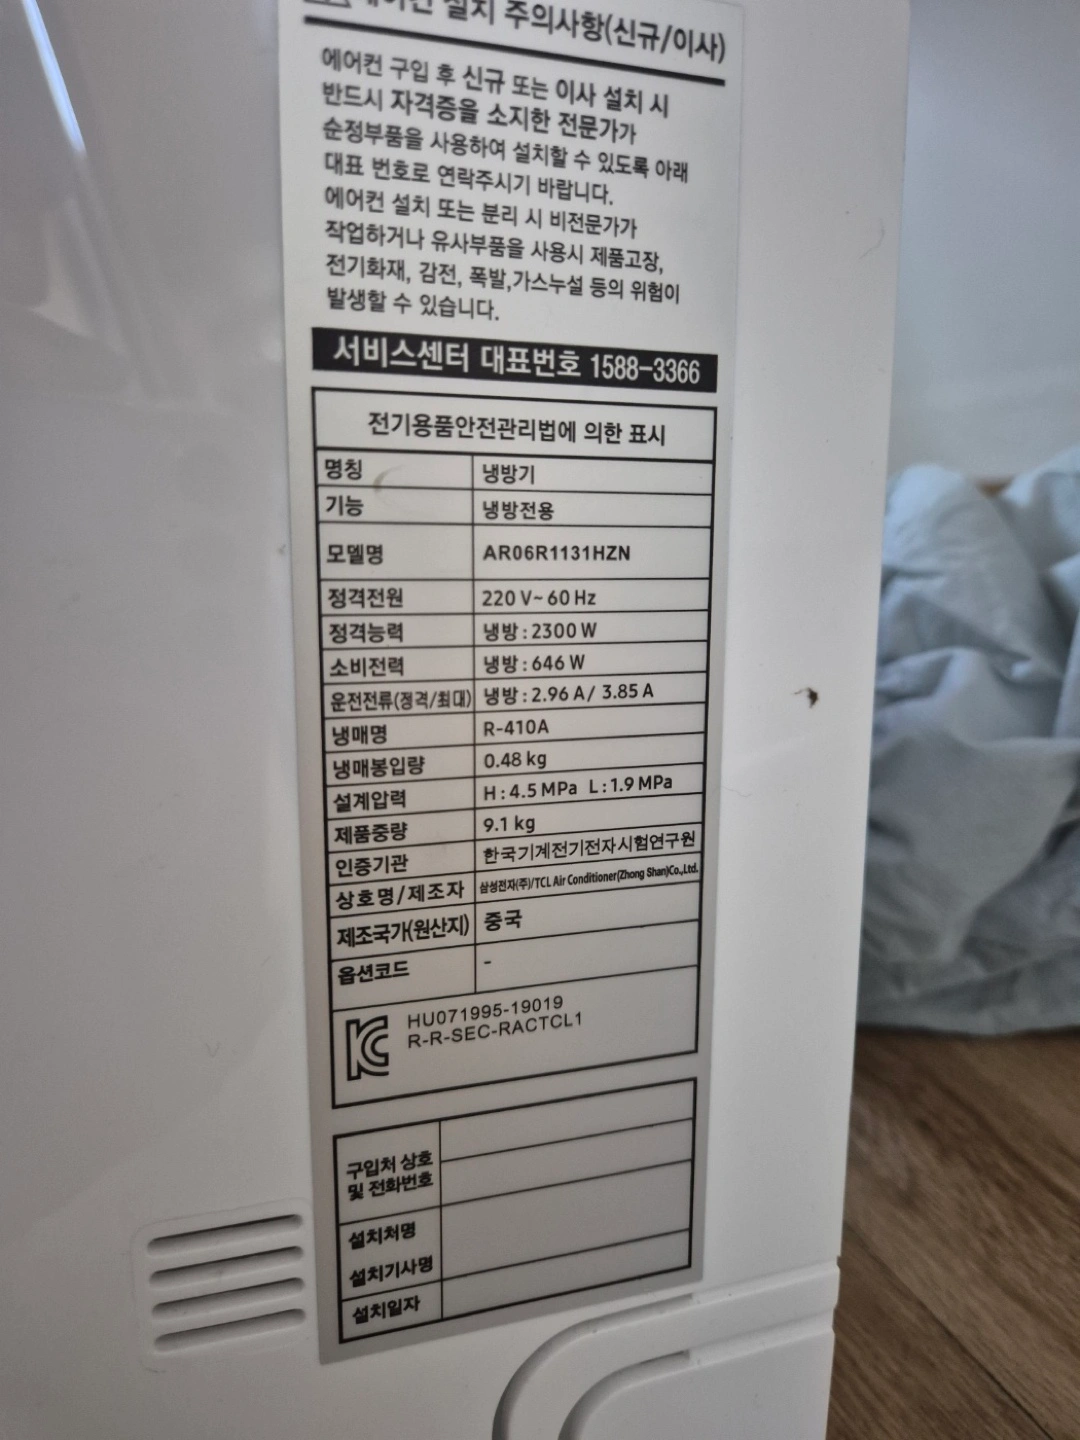 에어컨 설치 주의사항(신규/이사)
에어컨 구입 후 신규 또는 이사 설치 시
반드시 자격증을 소지한 전문가가
순정부품을 사용하여 설치할 수 있도록 아래
대표 번호로 연락주시기 바랍니다.
에어컨 설치 또는 분리 시 비전문가가
작업하거나 유사부품을 사용시 제품고장,
전기화재, 감전, 폭발,가스누설 등의 위험이
발생할 수 있습니다.
서비스센터 대표번호 1588-3366
전기용품안전관리법에 의한 표시
명칭 냉방기
기능 냉방전용
모델명 AR06R1131HZN
정격전원 220 V~ 60 Hz
정격능력 냉방 : 2300 W
소비전력 냉방 : 646 W
운전전류(정격/최대) 냉방 : 2.96 A / 3.85 A
냉매명 R-410A
냉매봉입량 0.48 kg
설계압력 H : 4.5 MPa L : 1.9 MPa
제품중량 9.1 kg
인증기관 한국기계전기전자시험연구원
상호명/제조자 삼성전자(주)/TCL Air Conditioner(Zhong Shan)Co.,Ltd.
제조국가(원산지) 중국
옵션코드 -
HU071995-19019
R-R-SEC-RACTCL1
구입처 상호
및 전화번호
설치처명
설치기사명
설치일자